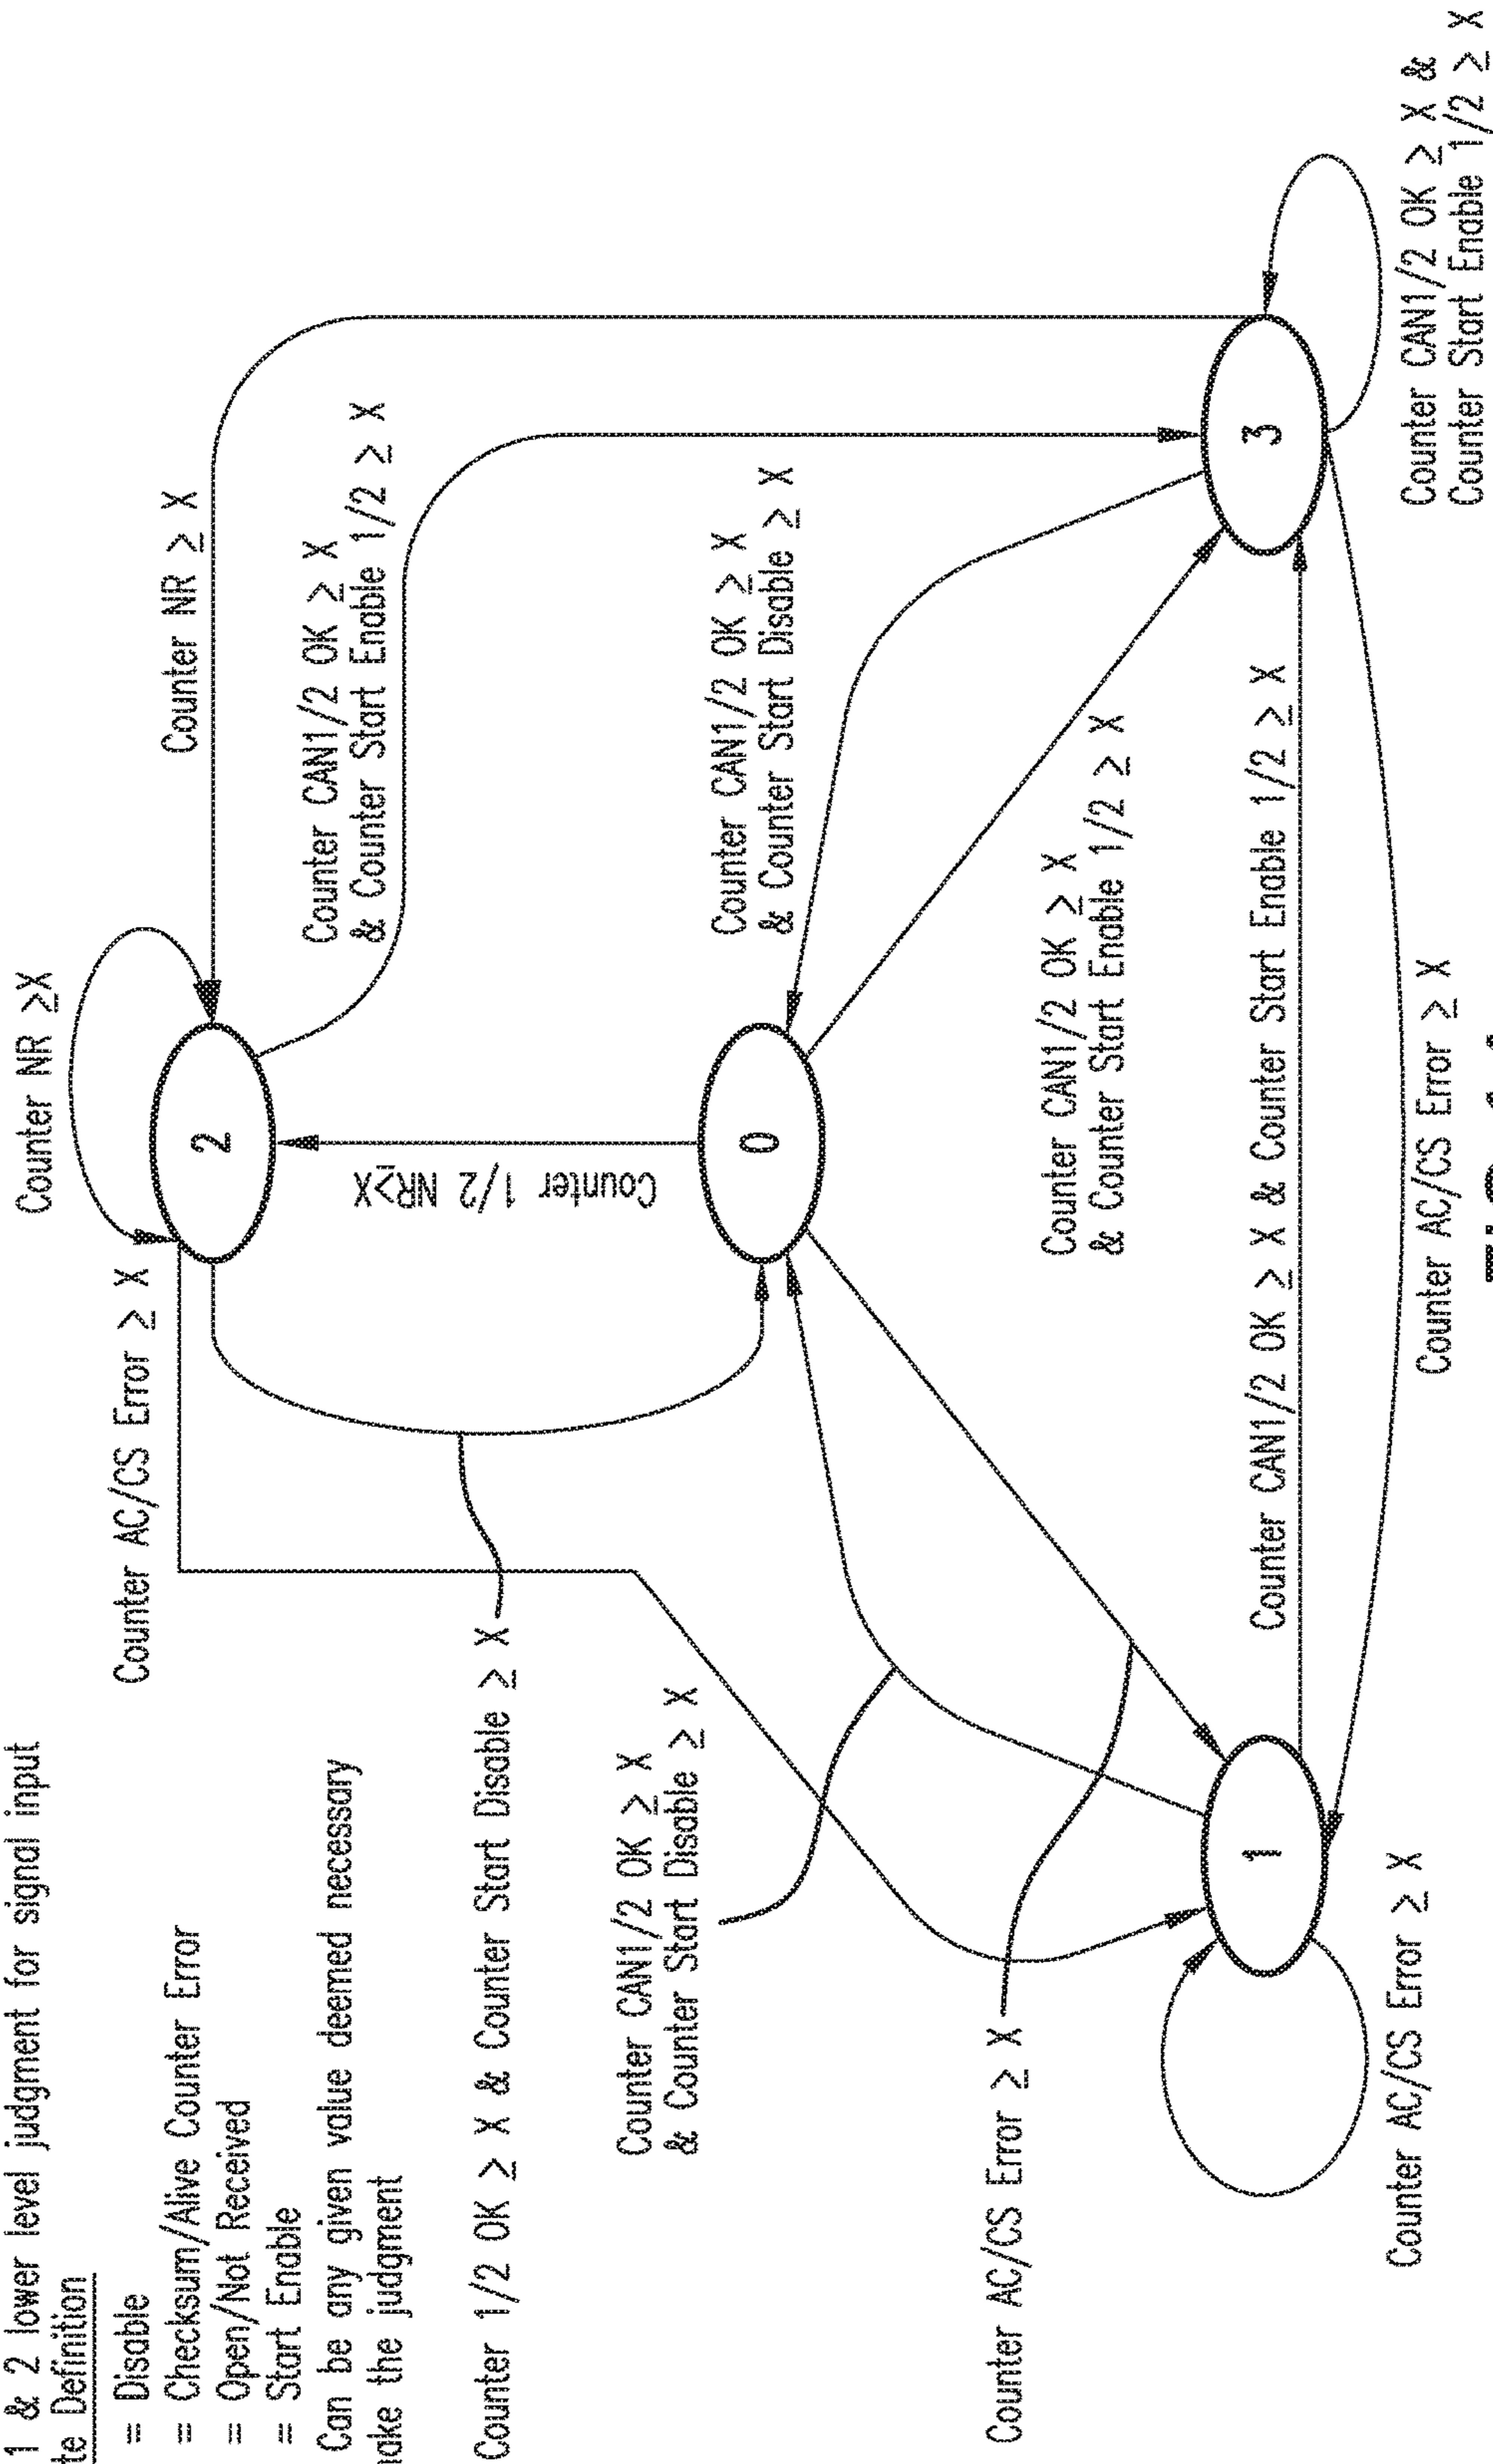 1 & 2 lower level judgment for signal input
te Definition
= Disable
= Checksum/Alive Counter Error
= Open/Not Received
= Start Enable
Can be any given value deemed necessary
ake the judgment
Counter NR ≥X
Counter AC/CS Error ≥ X
Counter NR ≥ X
2
Counter CAN1/2 OK ≥ X
& Counter Start Enable 1/2 ≥ X
Counter 1/2 OK ≥ X & Counter Start Disable ≥ X
Counter 1/2 NR≥X
Counter CAN1/2 OK ≥ X
& Counter Start Disable ≥ X
Counter CAN1/2 OK ≥ X
& Counter Start Disable ≥ X
0
Counter AC/CS Error ≥ X
Counter CAN1/2 OK ≥ X
& Counter Start Enable 1/2 ≥ X
Counter CAN1/2 OK ≥ X & Counter Start Enable 1/2 ≥ X
1
3
Counter AC/CS Error ≥ X
Counter AC/CS Error ≥ X
Counter CAN1/2 OK ≥ X &
Counter Start Enable 1/2 ≥ X